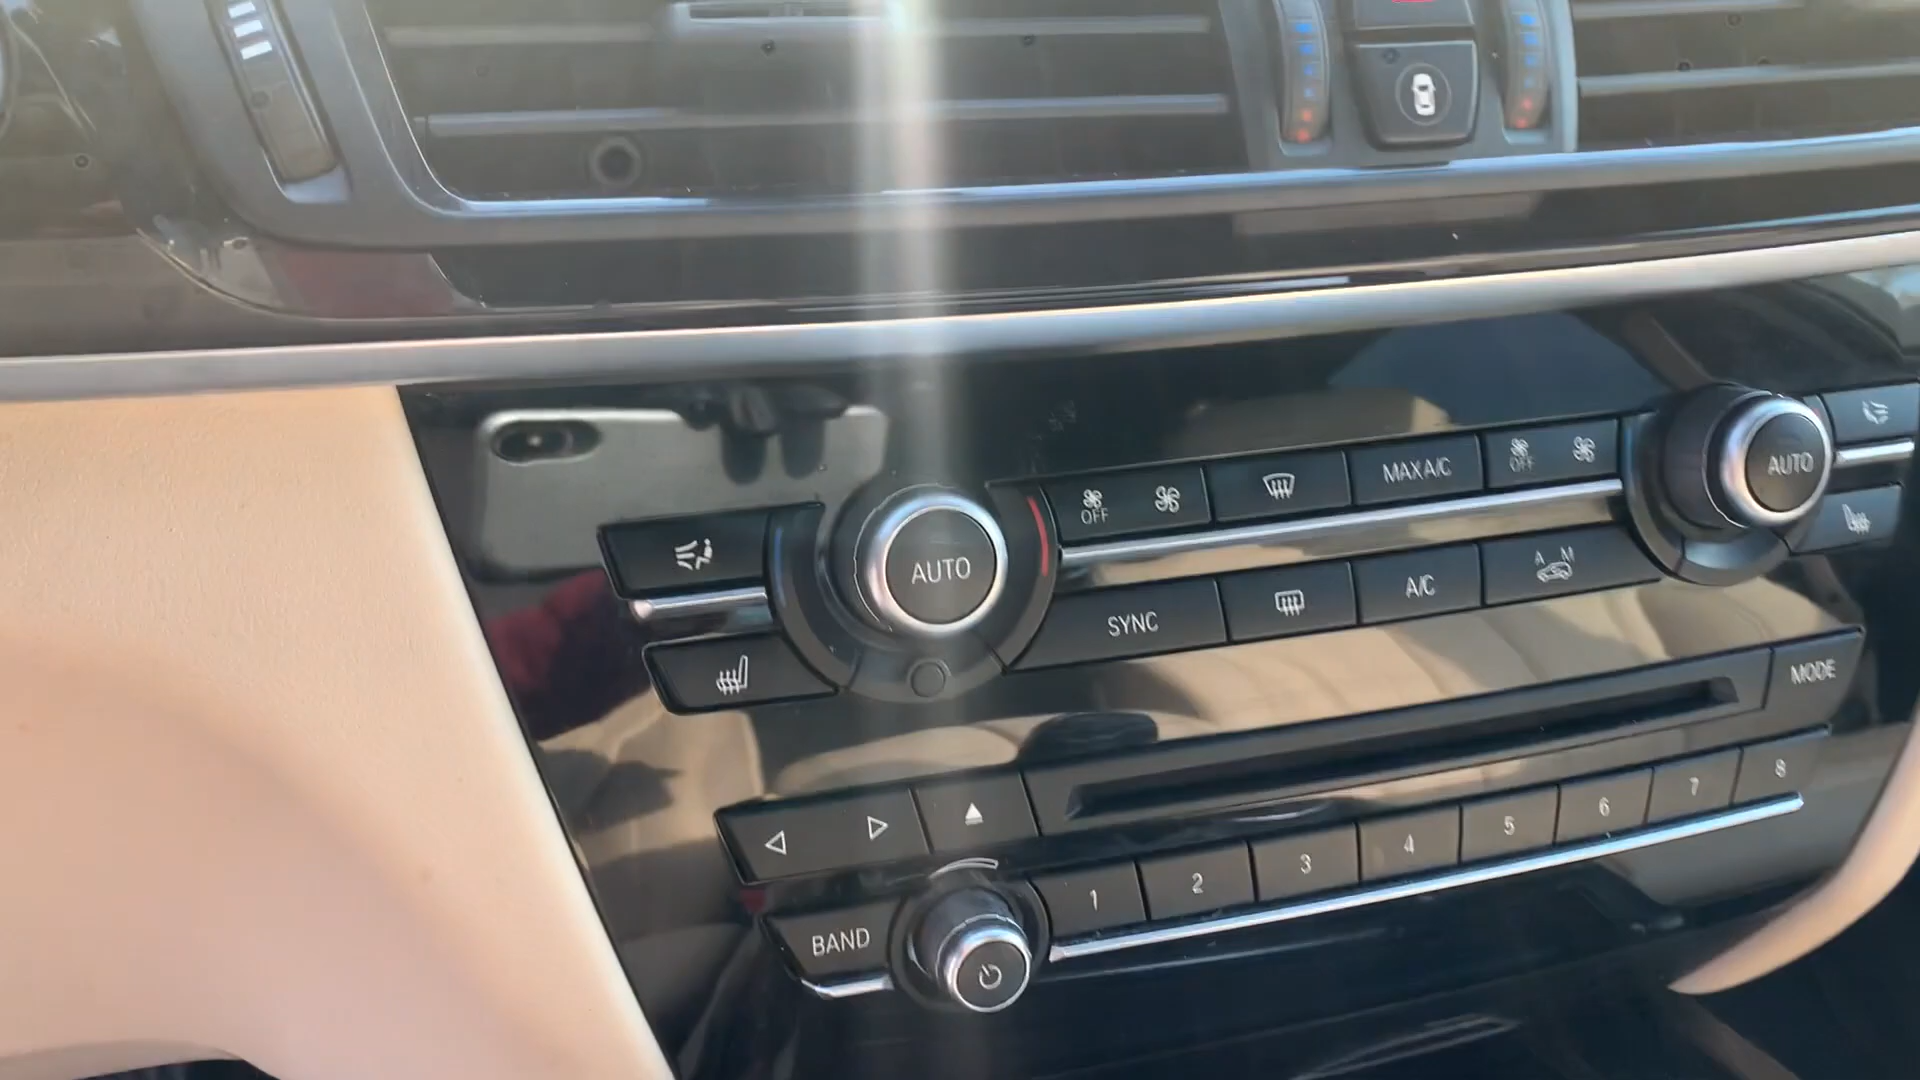 OFF
MAX A/C
OFF
AUTO
AUTO
SYNC
A/C
A M
MODE
1 2 3 4 5 6 7 8
BAND